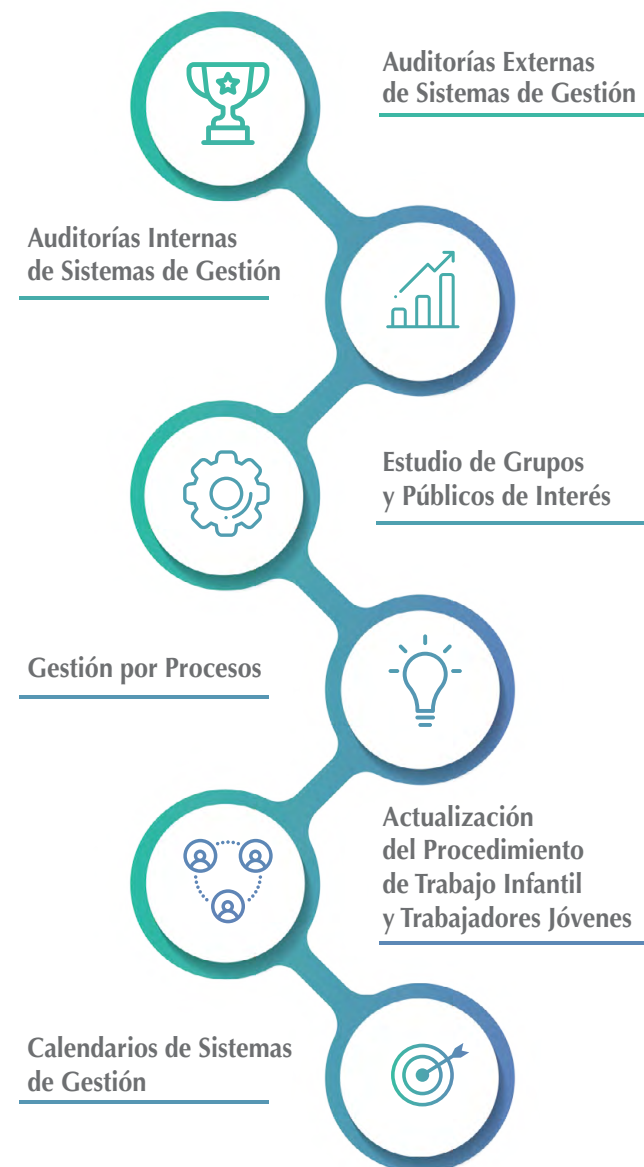 Auditorías Externas
de Sistemas de Gestión
Auditorías Internas
de Sistemas de Gestión
Estudio de Grupos
y Públicos de Interés
Gestión por Procesos
Actualización
del Procedimiento
de Trabajo Infantil
y Trabajadores Jóvenes
Calendarios de Sistemas
de Gestión